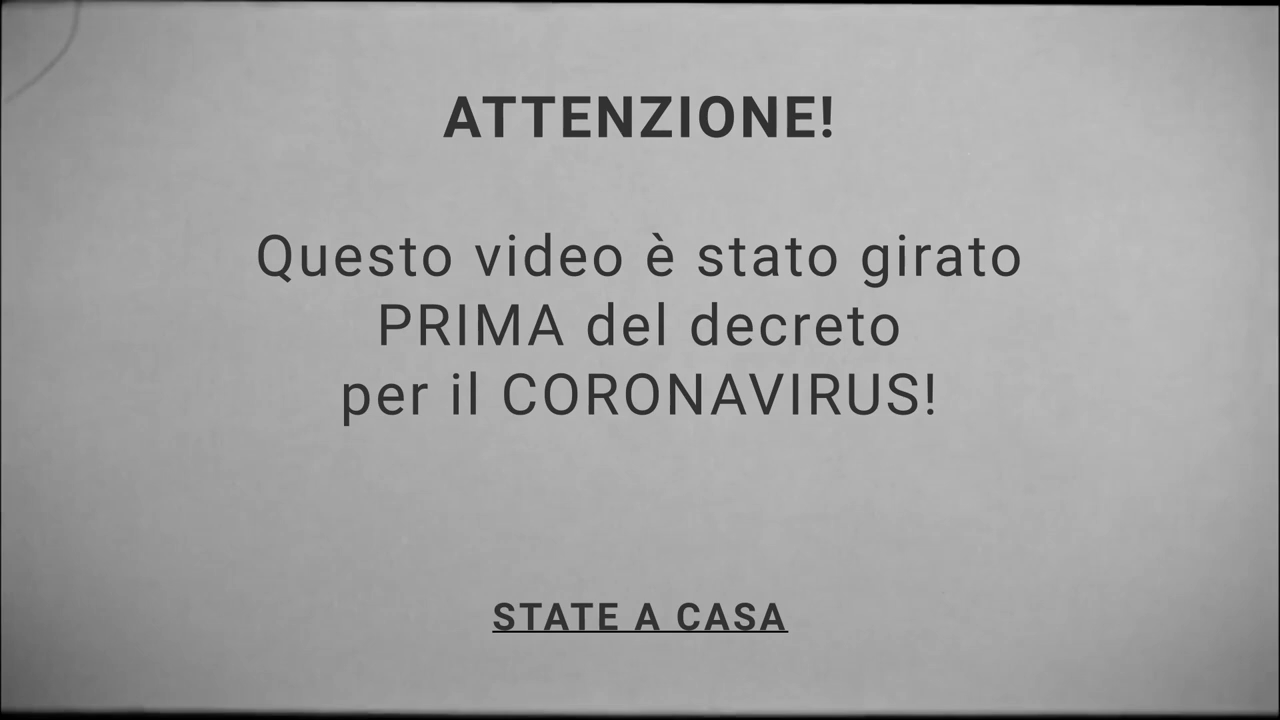 ATTENZIONE!
Questo video è stato girato
PRIMA del decreto
per il CORONAVIRUS!
STATE A CASA